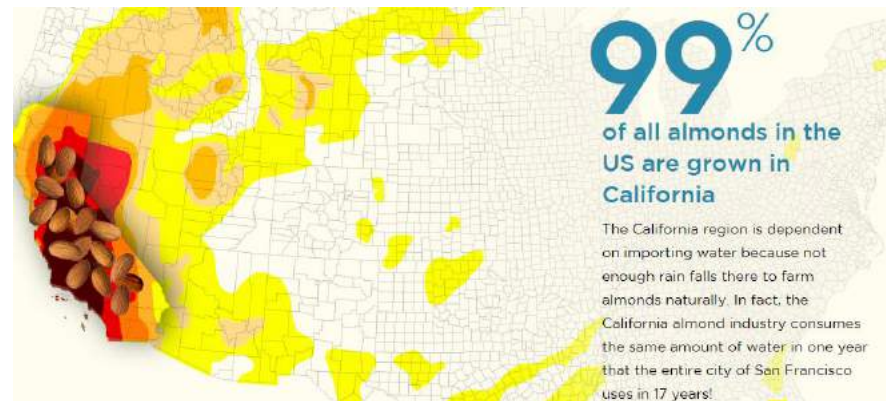 99%
of all almonds in the
US are grown in
California
The California region is dependent
on importing water because not
enough rain falls there to farm
almonds naturally. In fact, the
California almond industry consumes
the same amount of water in one year
that the entire city of San Francisco
uses in 17 years!